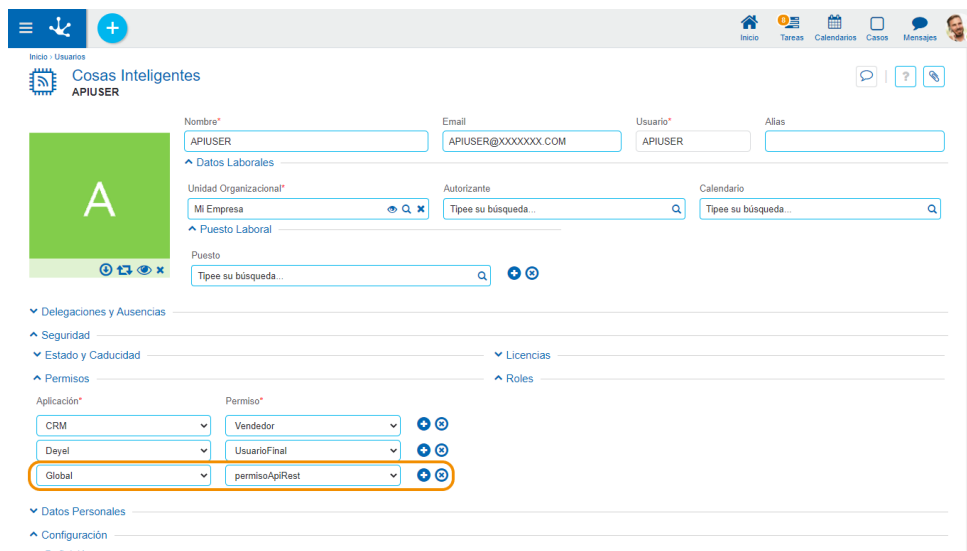 8
Inicio Tareas Calendarios Casos Mensajes
Inicio › Usuarios
Cosas Inteligentes
APIUSER
?
Nombre* Email Usuario* Alias
APIUSER APIUSER@XXXXXXX.COM APIUSER
Datos Laborales
A
Unidad Organizacional* Autorizante Calendario
Mi Empresa Tipee su búsqueda... Tipee su búsqueda...
Puesto Laboral
Puesto
Tipee su búsqueda...
Delegaciones y Ausencias
Seguridad
Estado y Caducidad Licencias
Permisos Roles
Aplicación* Permiso*
CRM Vendedor
Deyel UsuarioFinal
Global permisoApiRest
Datos Personales
Configuración